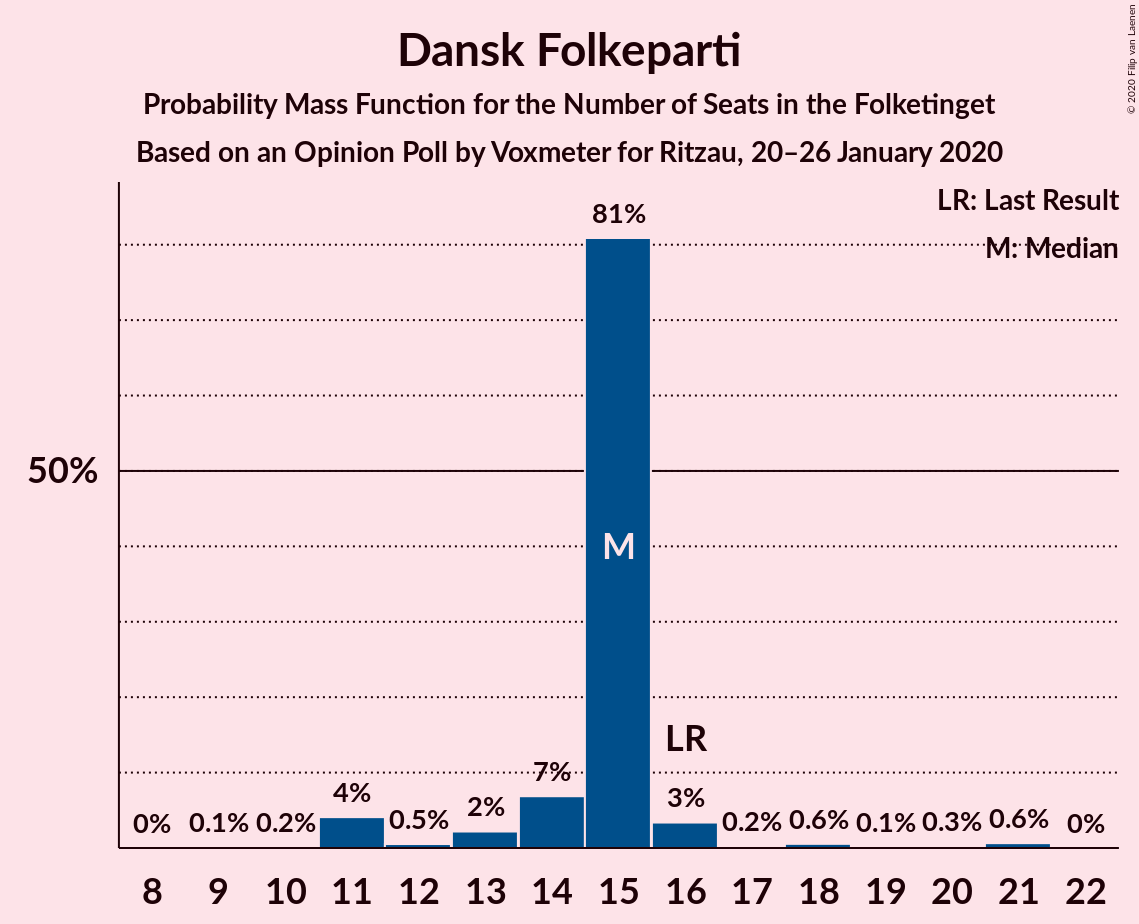 Dansk Folkeparti
Probability Mass Function for the Number of Seats in the Folketinget
Based on an Opinion Poll by Voxmeter for Ritzau, 20–26 January 2020
© 2020 Filip van Laenen
LR: Last Result
M: Median
81%
50%
M
LR
0% 0.1% 0.2% 4% 0.5% 2% 7% 3% 0.2% 0.6% 0.1% 0.3% 0.6% 0%
8 9 10 11 12 13 14 15 16 17 18 19 20 21 22